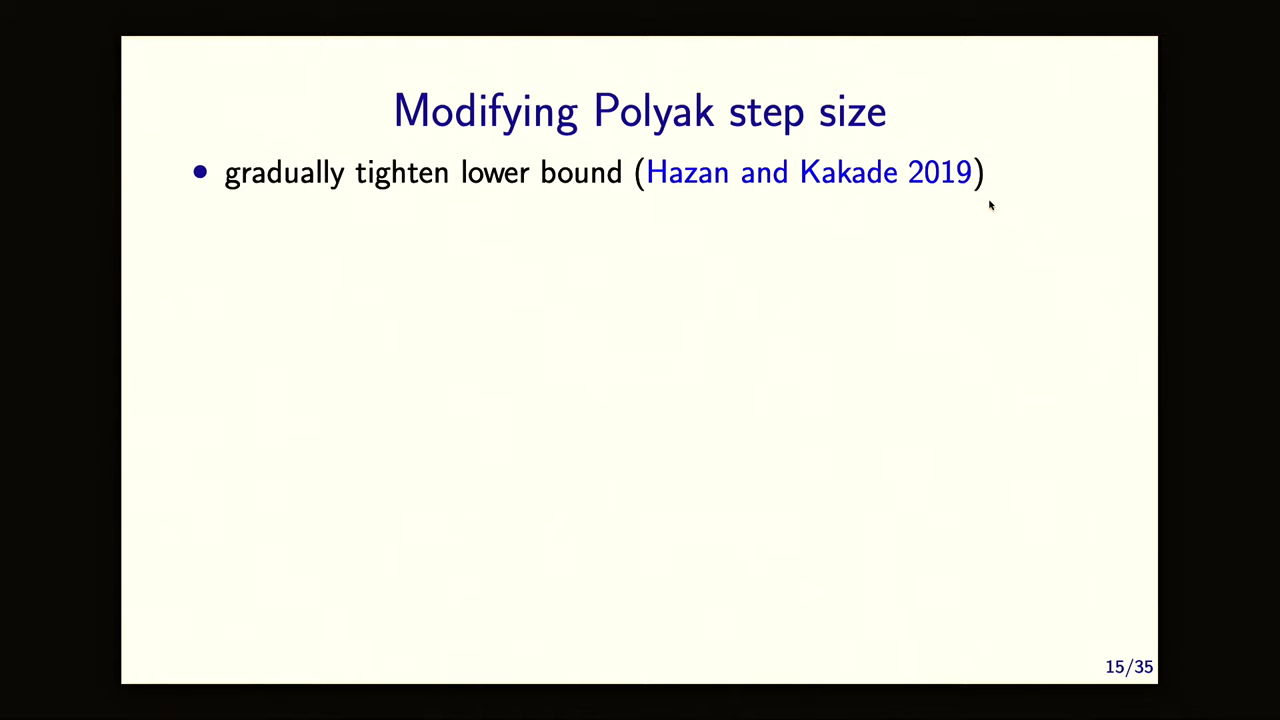 Modifying Polyak step size
• gradually tighten lower bound (Hazan and Kakade 2019)
15/35